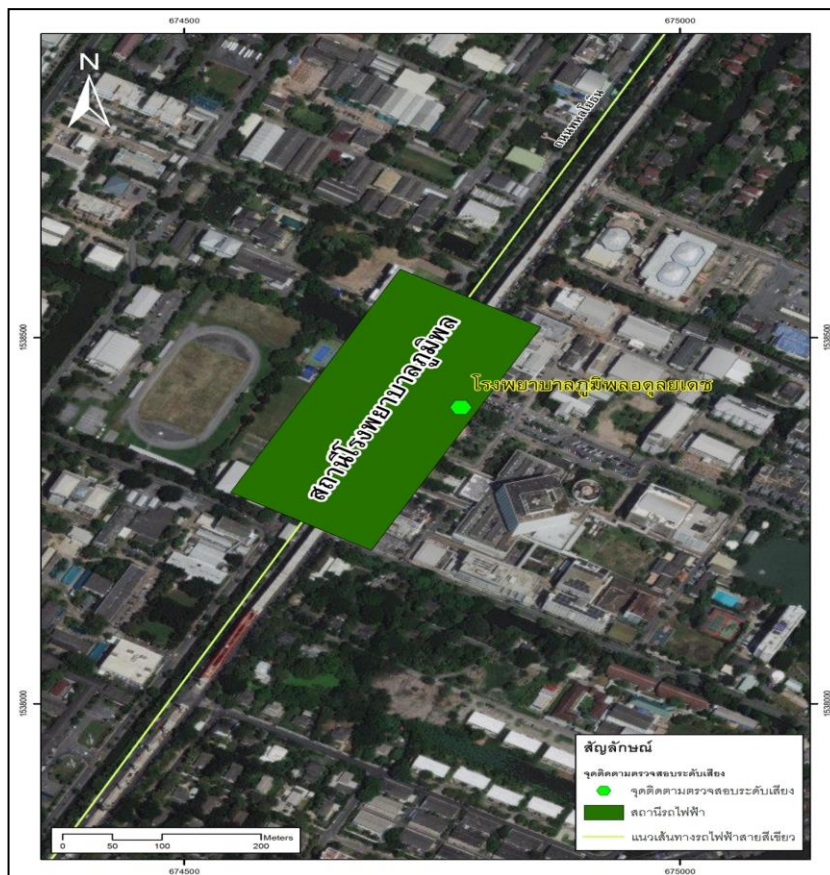 674500
675000
N
ถนนพหลโยธิน
1538500
1538500
สถานีโรงพยาบาลภูมิพล
โรงพยาบาลภูมิพลอดุลยเดช
1538000
1538000
สัญลักษณ์
จุดติดตามตรวจสอบระดับเสียง
จุดติดตามตรวจสอบระดับเสียง
สถานีรถไฟฟ้า
แนวเส้นทางรถไฟฟ้าสายสีเขียว
Meters
0 50 100 200
674500
675000